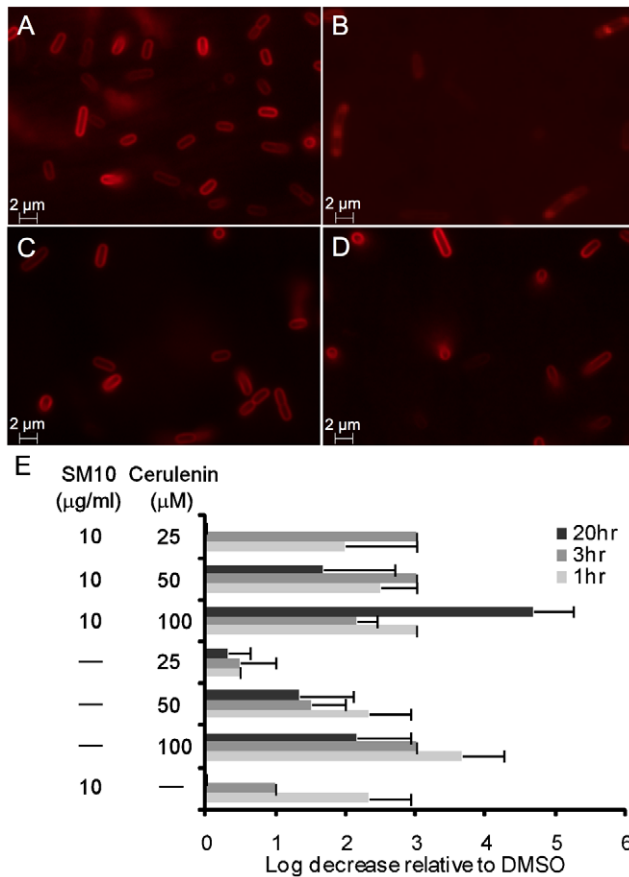 A
B
2 µm
2 µm
C
D
2 µm
2 µm
E
SM10 Cerulenin
(µg/ml) (µM)
20hr
3hr
1hr
10 25
10 50
10 100
— 25
— 50
— 100
10 —
0 1 2 3 4 5 6
Log decrease relative to DMSO